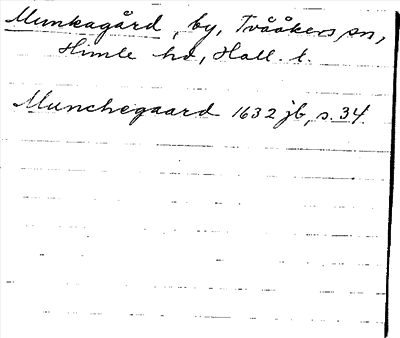 Munkagård, by, Tvååkers sn,
Himle hd, Hall. l.
Munchegaard 1632 jb, s. 34